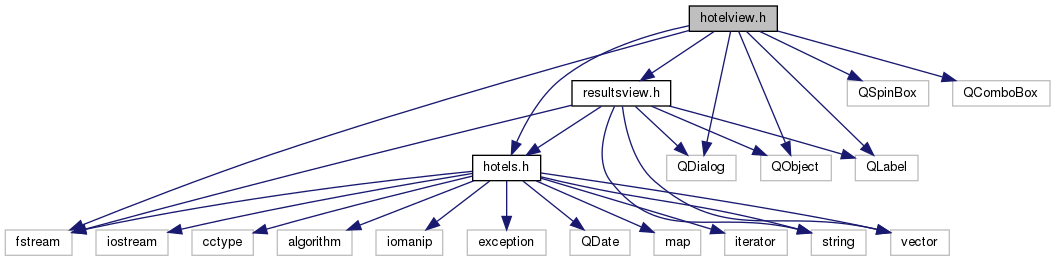 hotelview.h
resultsview.h
QSpinBox
QComboBox
hotels.h
QDialog
QObject
QLabel
fstream
iostream
cctype
algorithm
iomanip
exception
QDate
map
iterator
string
vector